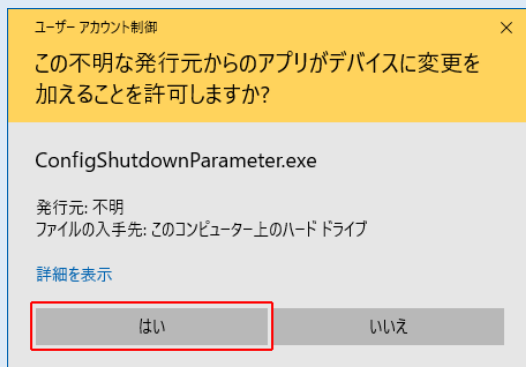 ユーザー アカウント制御
この不明な発行元からのアプリがデバイスに変更を
加えることを許可しますか?
ConfigShutdownParameter.exe
発行元: 不明
ファイルの入手先: このコンピューター上のハード ドライブ
詳細を表示
はい
いいえ